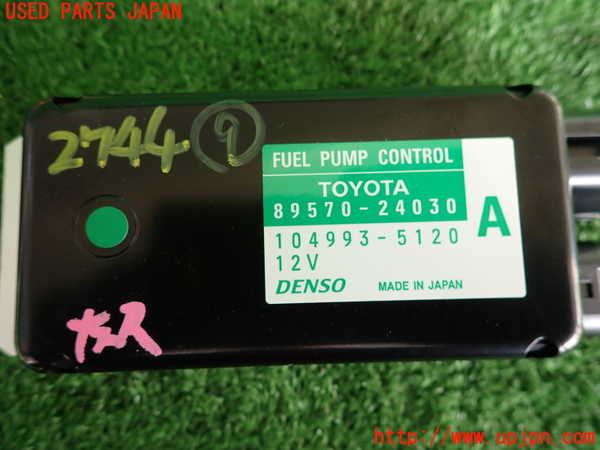 USED PARTS JAPAN
2744 9
FUEL PUMP CONTROL
TOYOTA
89570-24030
A
104993-5120
12V
DENSO MADE IN JAPAN
http://www.upjpn.com/